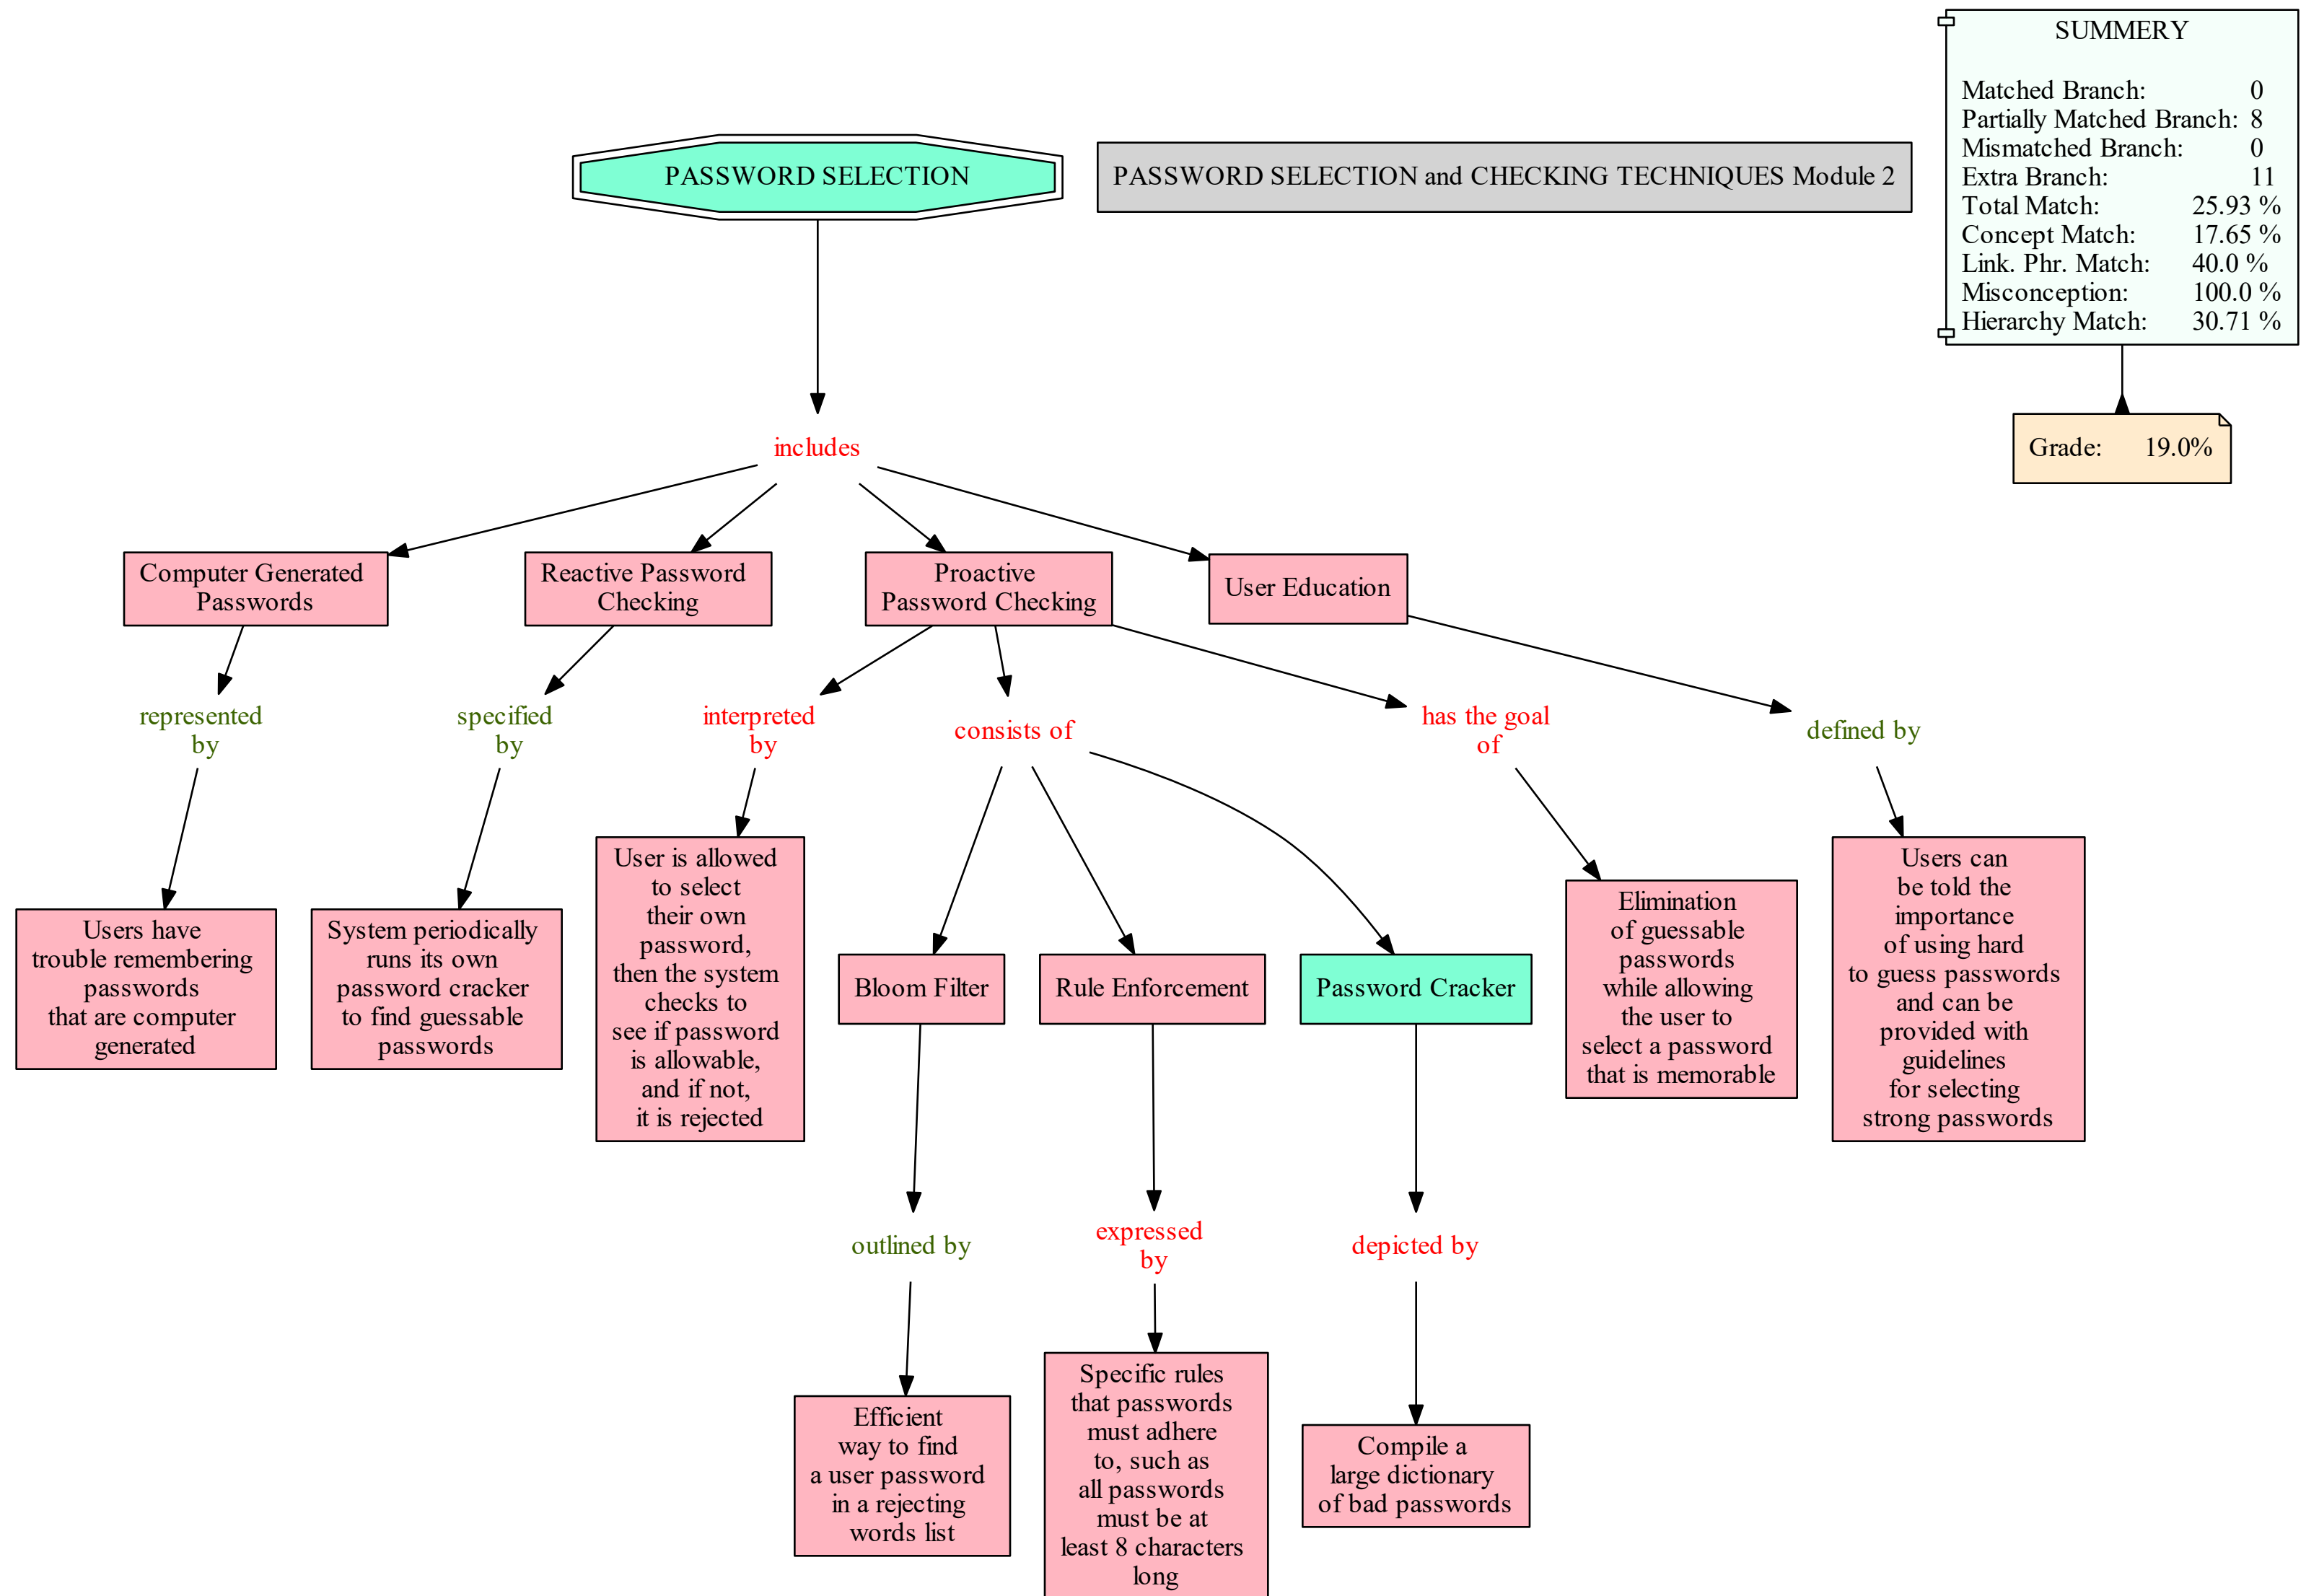 SUMMERY
Matched Branch: 0
Partially Matched Branch: 8
Mismatched Branch: 0
Extra Branch: 11
Total Match: 25.93 %
Concept Match: 17.65 %
Link. Phr. Match: 40.0 %
Misconception: 100.0 %
Hierarchy Match: 30.71 %
PASSWORD SELECTION
PASSWORD SELECTION and CHECKING TECHNIQUES Module 2
Grade: 19.0%
includes
Computer Generated
Passwords
Reactive Password
Checking
Proactive
Password Checking
User Education
represented
by
specified
by
interpreted
by
consists of
has the goal
of
defined by
Users have
trouble remembering
passwords
that are computer
generated
System periodically
runs its own
password cracker
to find guessable
passwords
User is allowed
to select
their own
password,
then the system
checks to
see if password
is allowable,
and if not,
it is rejected
Bloom Filter
Rule Enforcement
Password Cracker
Elimination
of guessable
passwords
while allowing
the user to
select a password
that is memorable
Users can
be told the
importance
of using hard
to guess passwords
and can be
provided with
guidelines
for selecting
strong passwords
outlined by
expressed
by
depicted by
Efficient
way to find
a user password
in a rejecting
words list
Specific rules
that passwords
must adhere
to, such as
all passwords
must be at
least 8 characters
long
Compile a
large dictionary
of bad passwords